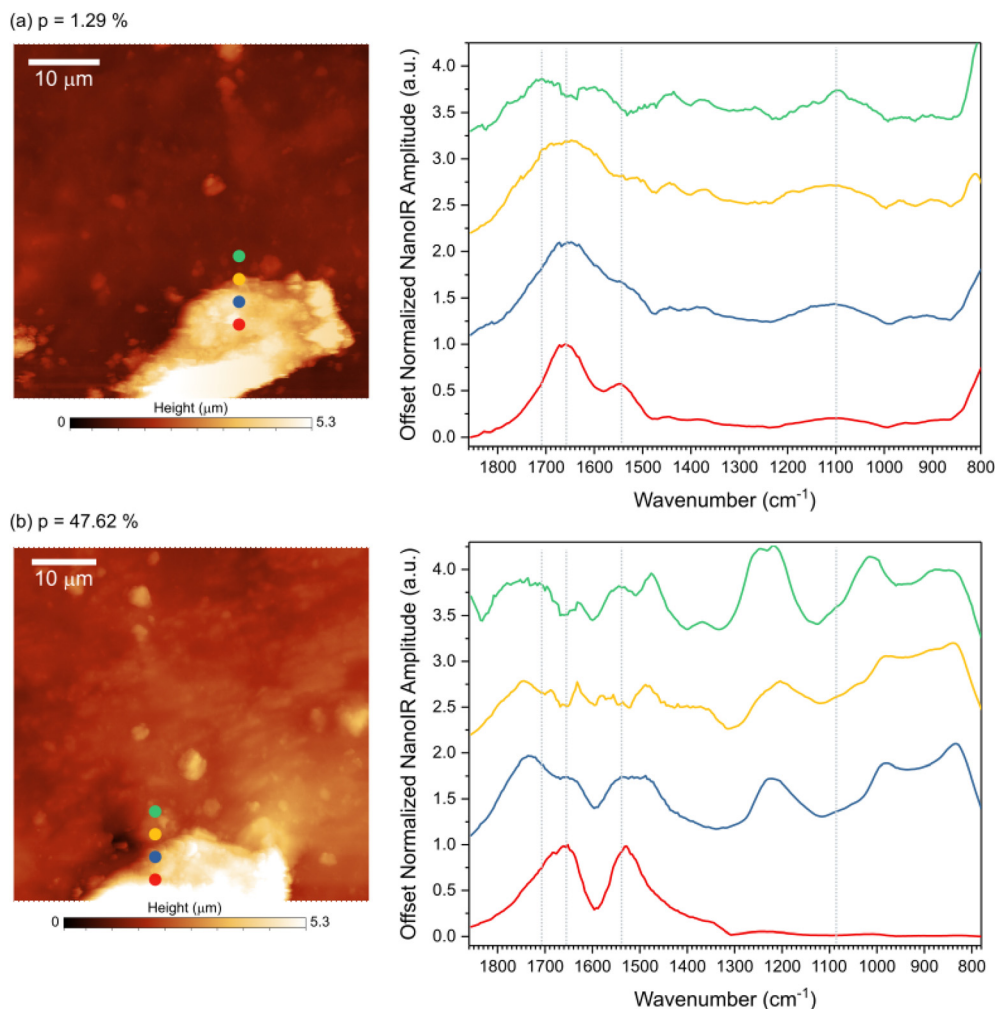 (a) p = 1.29 %
10 μm
Height (μm)
0 5.3
Offset Normalized NanoIR Amplitude (a.u.)
4.0
3.5
3.0
2.5
2.0
1.5
1.0
0.5
0.0
1800 1700 1600 1500 1400 1300 1200 1100 1000 900 800
Wavenumber (cm⁻¹)
(b) p = 47.62 %
10 μm
Height (μm)
0 5.3
Offset Normalized NanoIR Amplitude (a.u.)
4.0
3.5
3.0
2.5
2.0
1.5
1.0
0.5
0.0
1800 1700 1600 1500 1400 1300 1200 1100 1000 900 800
Wavenumber (cm⁻¹)